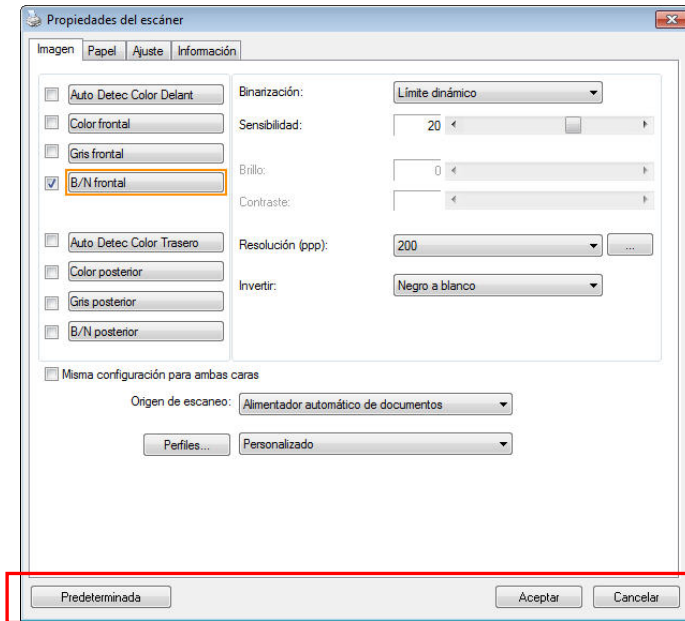 Propiedades del escáner
Imagen Papel Ajuste Información
Auto Detec Color Delant
Color frontal
Gris frontal
B/N frontal
Auto Detec Color Trasero
Color posterior
Gris posterior
B/N posterior
Binarización: Límite dinámico
Sensibilidad: 20
Brillo: 0
Contraste:
Resolución (ppp): 200 ...
Invertir: Negro a blanco
Misma configuración para ambas caras
Origen de escaneo: Alimentador automático de documentos
Perfiles... Personalizado
Predeterminada Aceptar Cancelar